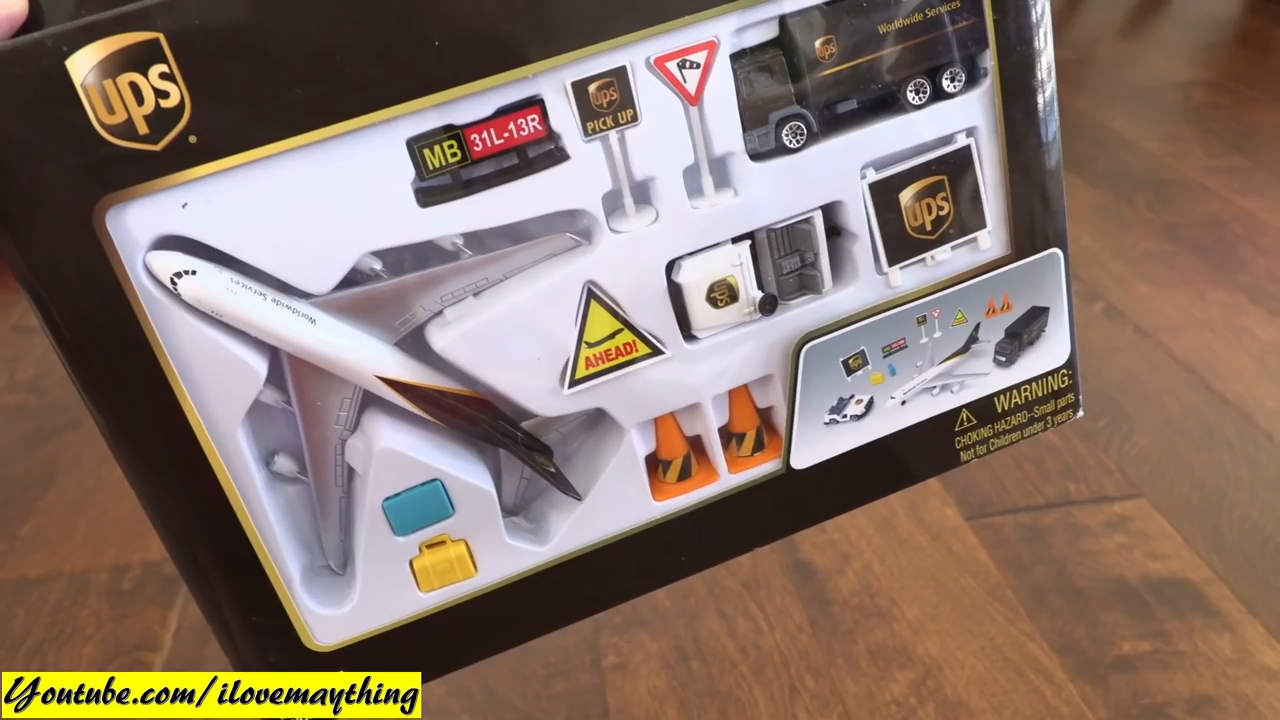 ups
MB 31L-13R
ups
PICK UP
ups
Worldwide Services
ups
Worldwide Services
ups
AHEAD!
WARNING:
CHOKING HAZARD--Small parts
Not for Children under 3 years
Youtube.com/ilovemaything